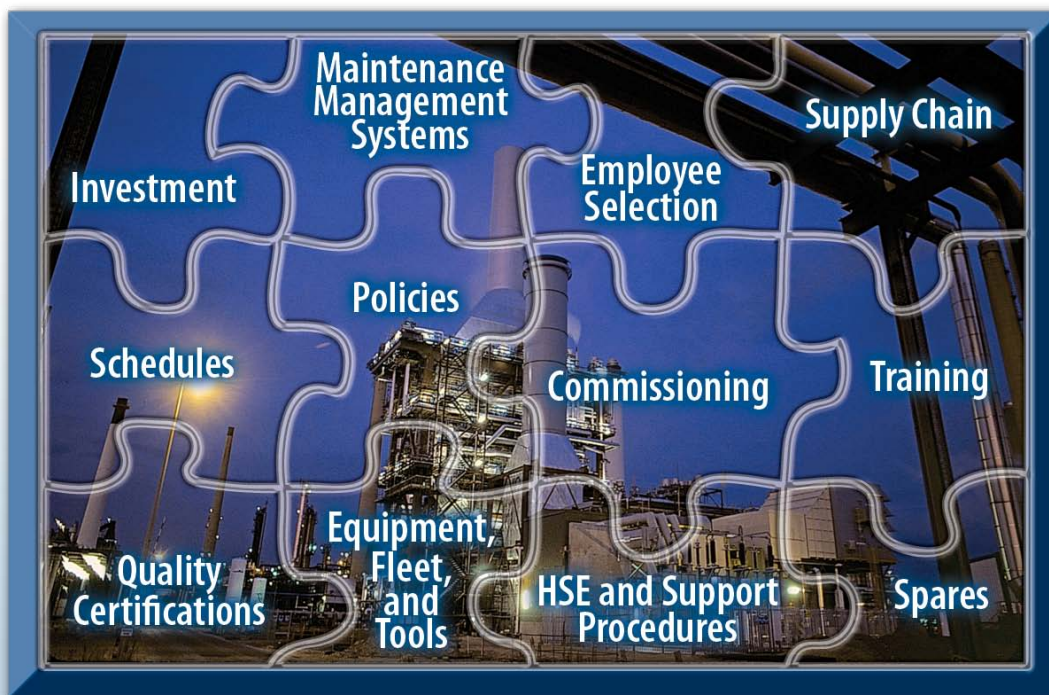 Investment
Maintenance
Management
Systems
Employee
Selection
Supply Chain
Schedules
Policies
Commissioning
Training
Quality
Certifications
Equipment,
Fleet,
and
Tools
HSE and Support
Procedures
Spares